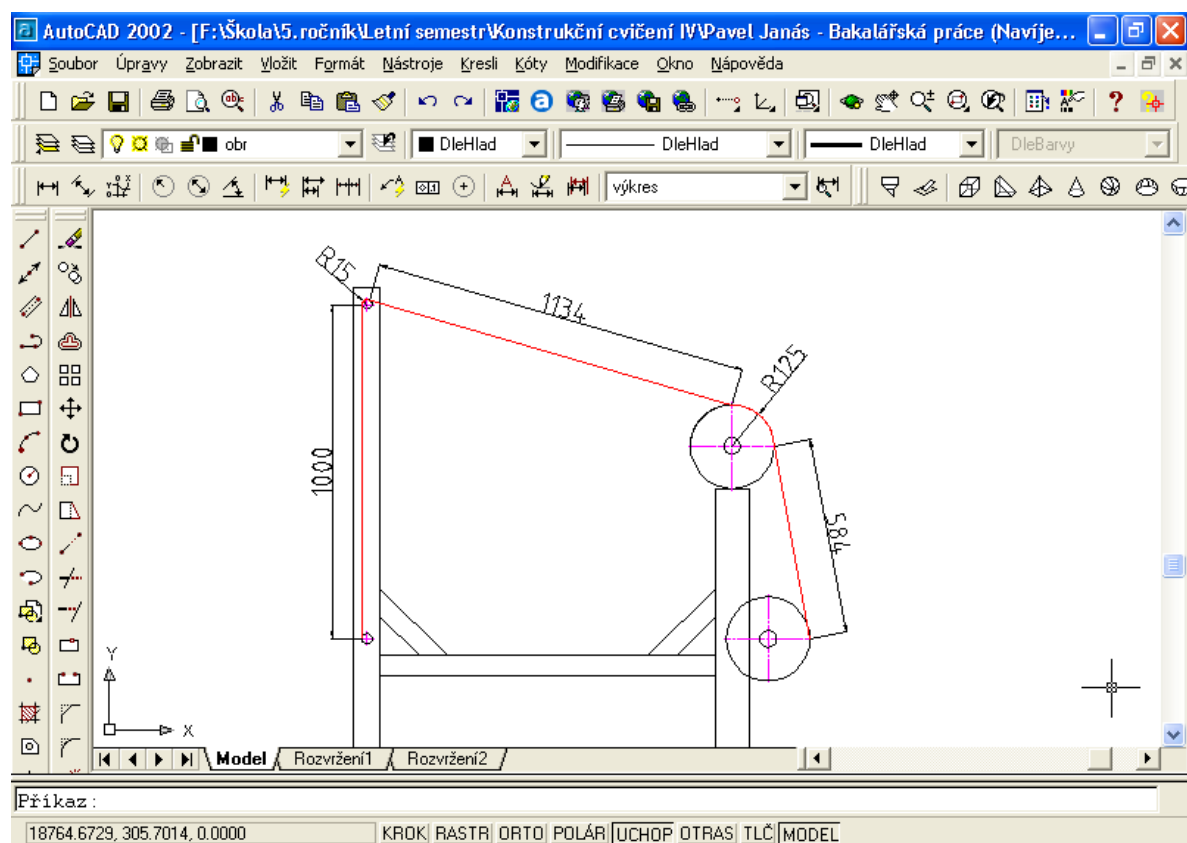 AutoCAD 2002 - [F:\Škola\5.ročník\Letní semestr\Konstrukční cvičení IV\Pavel Janás - Bakalářská práce (Navíje...
Soubor Úpravy Zobrazit Vložit Formát Nástroje Kresli Kóty Modifikace Okno Nápověda
obr DleHlad DleHlad DleHlad DleBarvy
výkres
R15
1134
R125
1000
584
Y
X
Model Rozvržení1 Rozvržení2
Příkaz:
18764.6729, 305.7014, 0.0000 KROK RASTR ORTO POLÁR UCHOP OTRAS TLČ MODEL